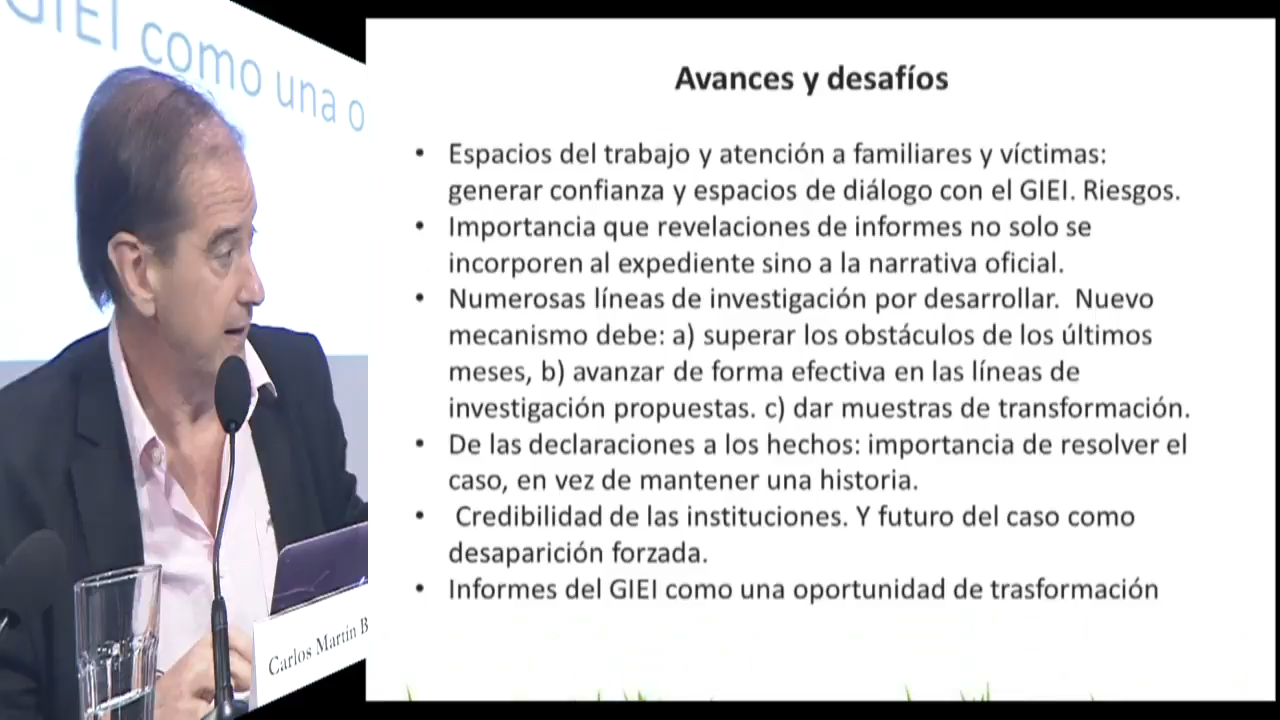 GIEI como una o
Avances y desafíos
• Espacios del trabajo y atención a familiares y víctimas:
generar confianza y espacios de diálogo con el GIEI. Riesgos.
• Importancia que revelaciones de informes no solo se
incorporen al expediente sino a la narrativa oficial.
• Numerosas líneas de investigación por desarrollar.  Nuevo
mecanismo debe: a) superar los obstáculos de los últimos
meses, b) avanzar de forma efectiva en las líneas de
investigación propuestas. c) dar muestras de transformación.
• De las declaraciones a los hechos: importancia de resolver el
caso, en vez de mantener una historia.
• Credibilidad de las instituciones. Y futuro del caso como
desaparición forzada.
• Informes del GIEI como una oportunidad de trasformación
Carlos Martín B